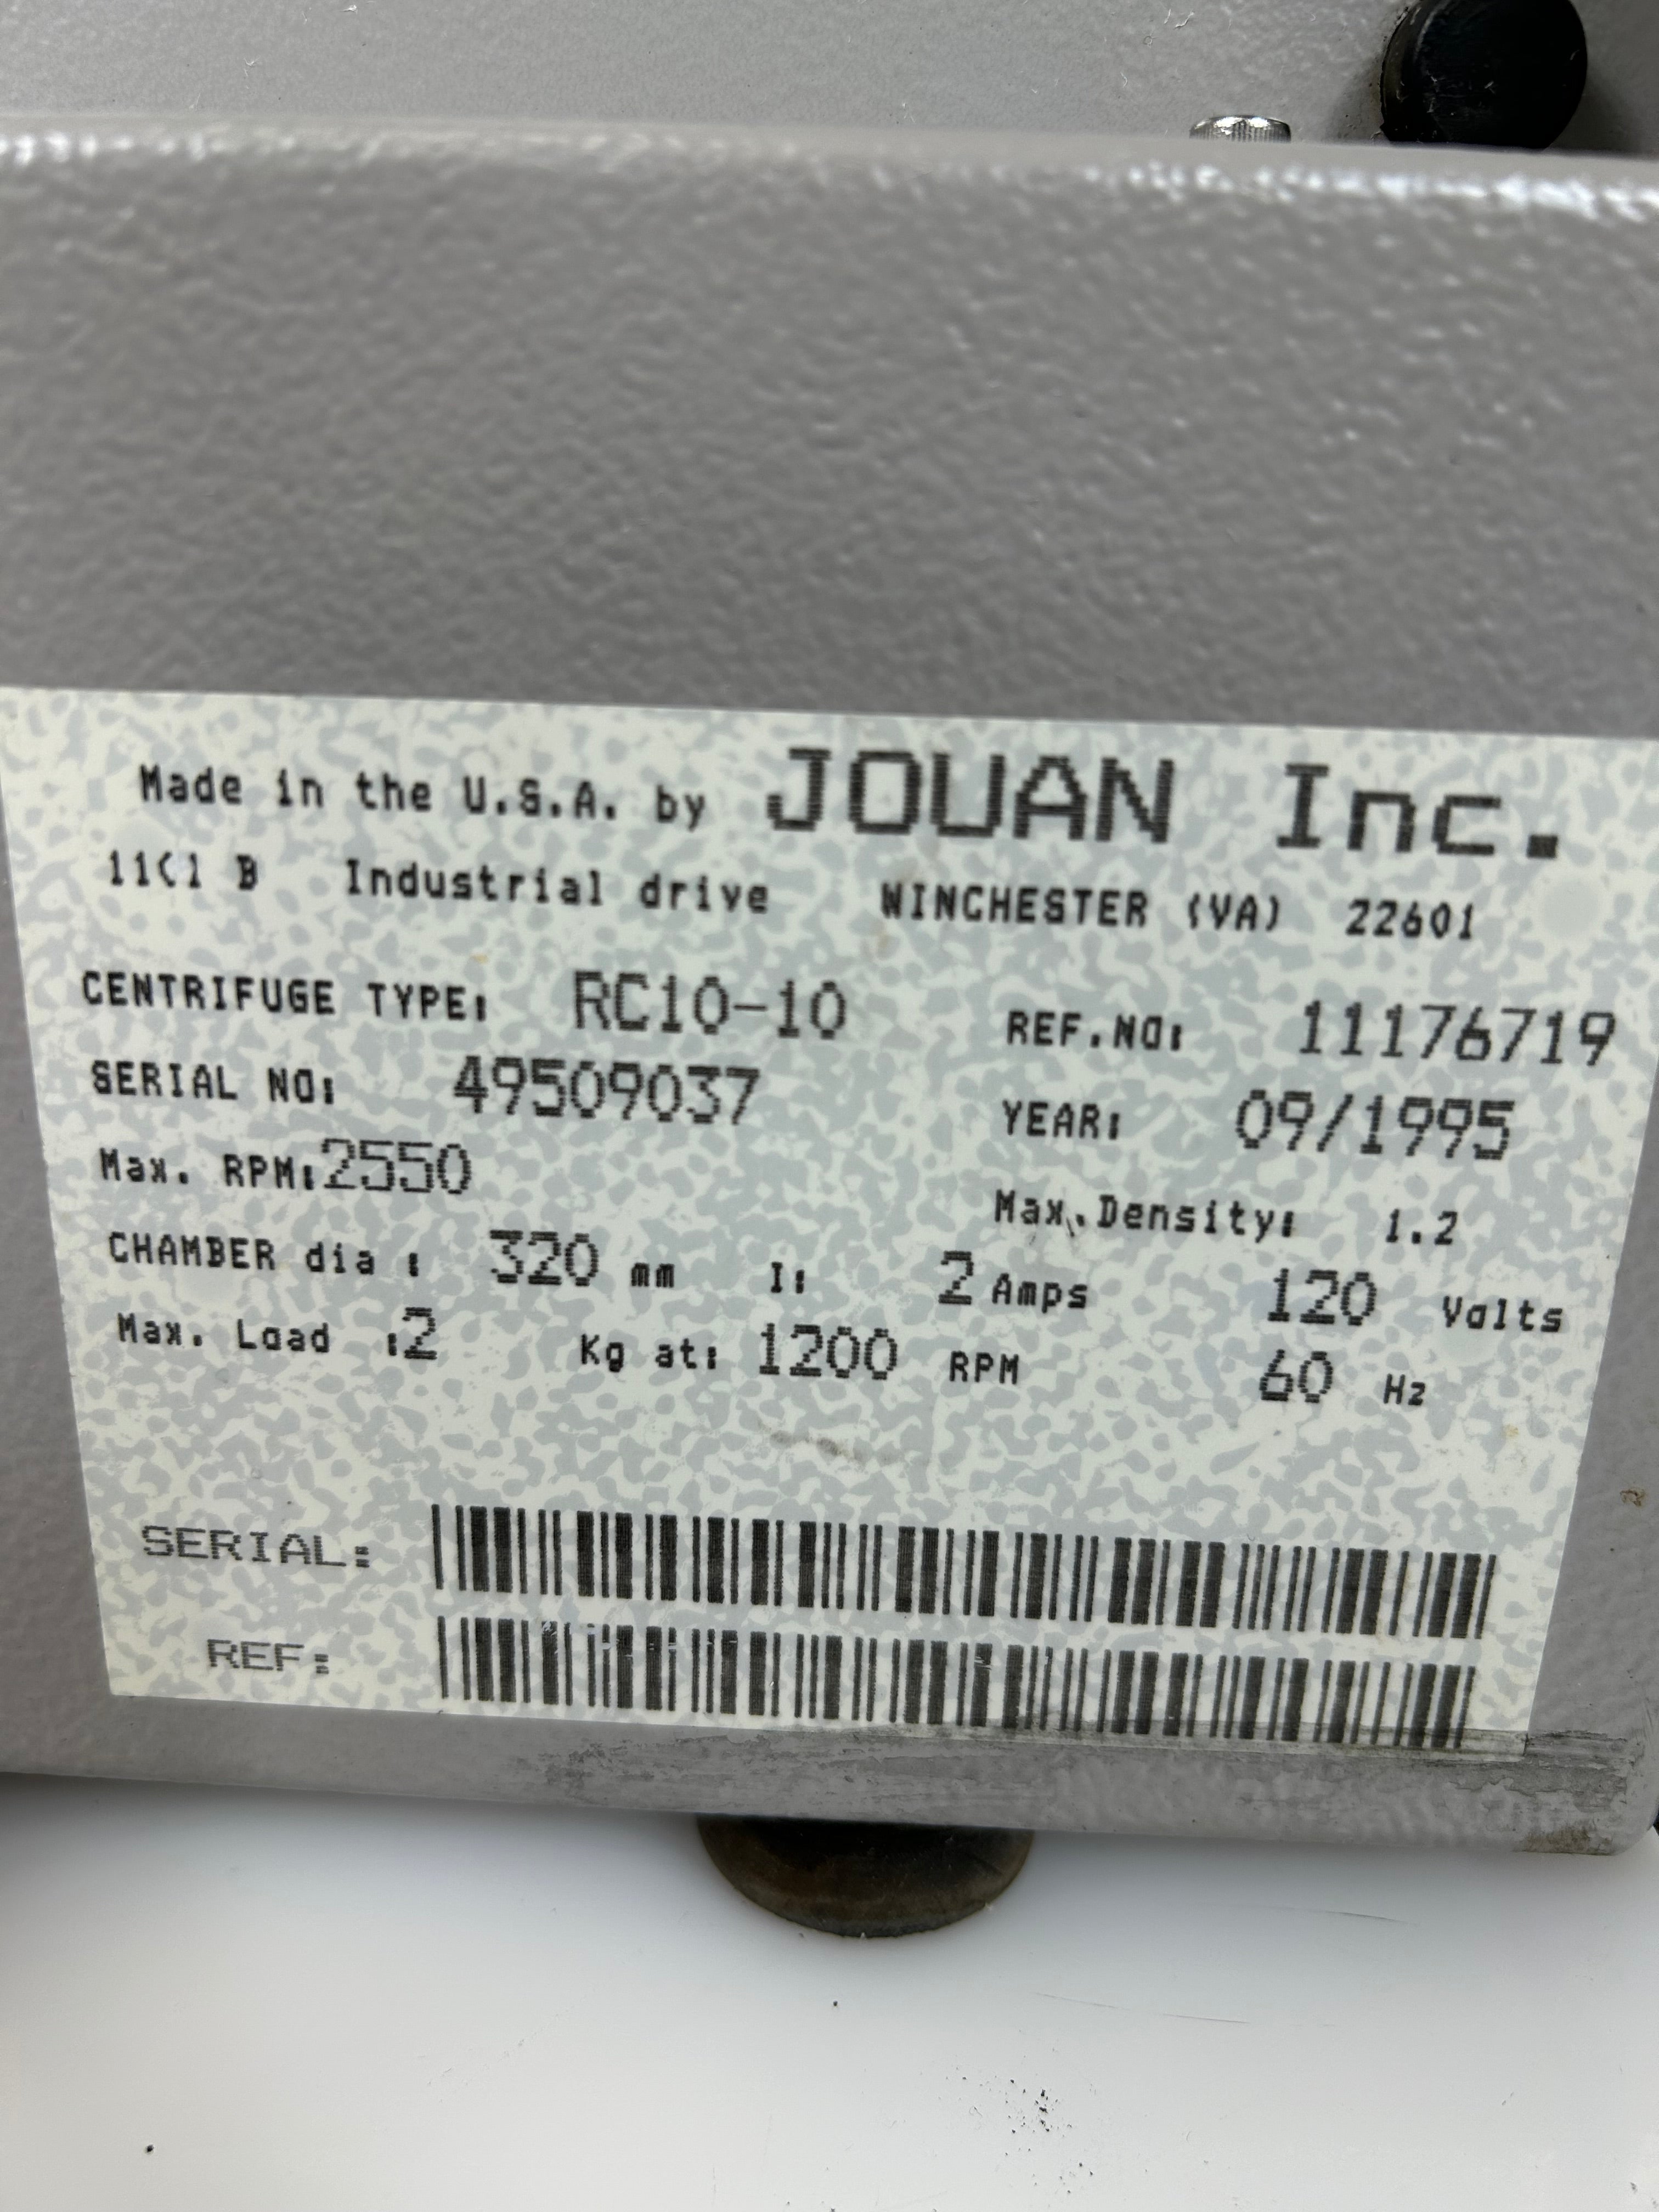 Made in the U.S.A. by JOUAN Inc.
11(1 B Industrial drive WINCHESTER (VA) 22601
CENTRIFUGE TYPE: RC10-10 REF.NO: 11176719
SERIAL NO: 49509037 YEAR: 09/1995
Max. RPM:2550 Max.Density: 1.2
CHAMBER dia : 320 mm I: 2 Amps 120 Volts
Max. Load :2 Kg at: 1200 RPM 60 Hz
SERIAL:
REF: